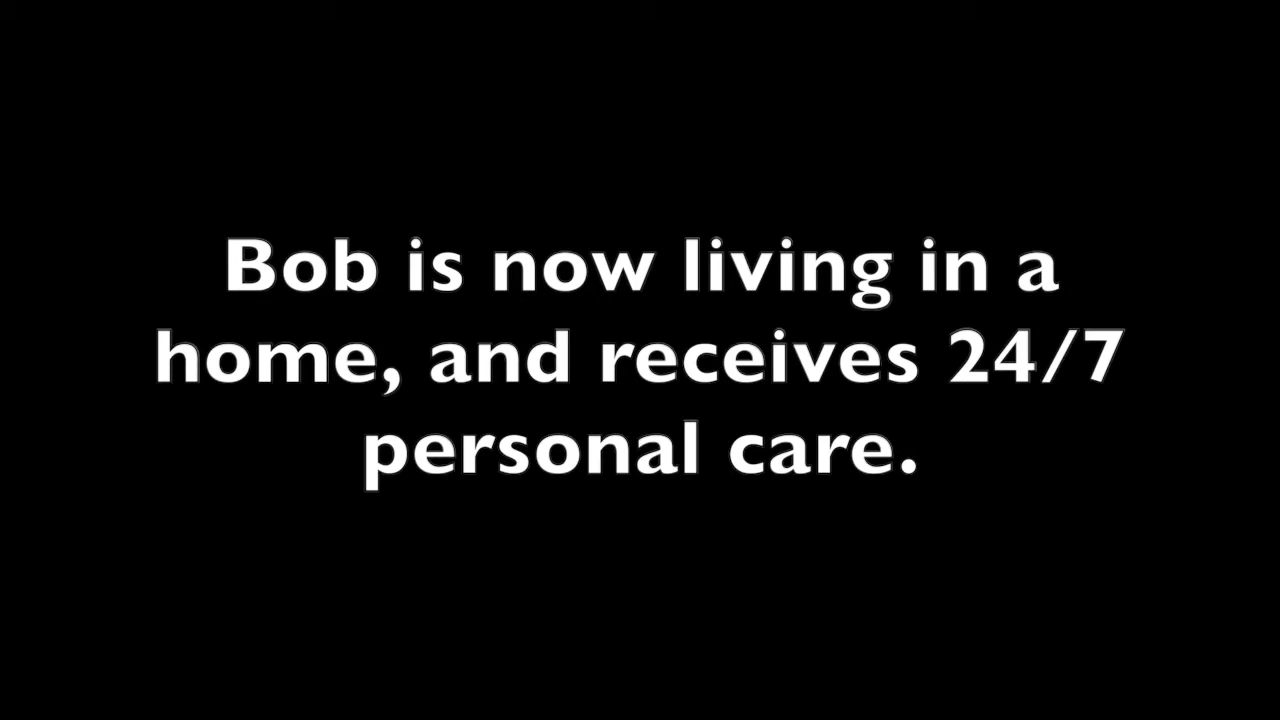 Bob is now living in a
home, and receives 24/7
personal care.